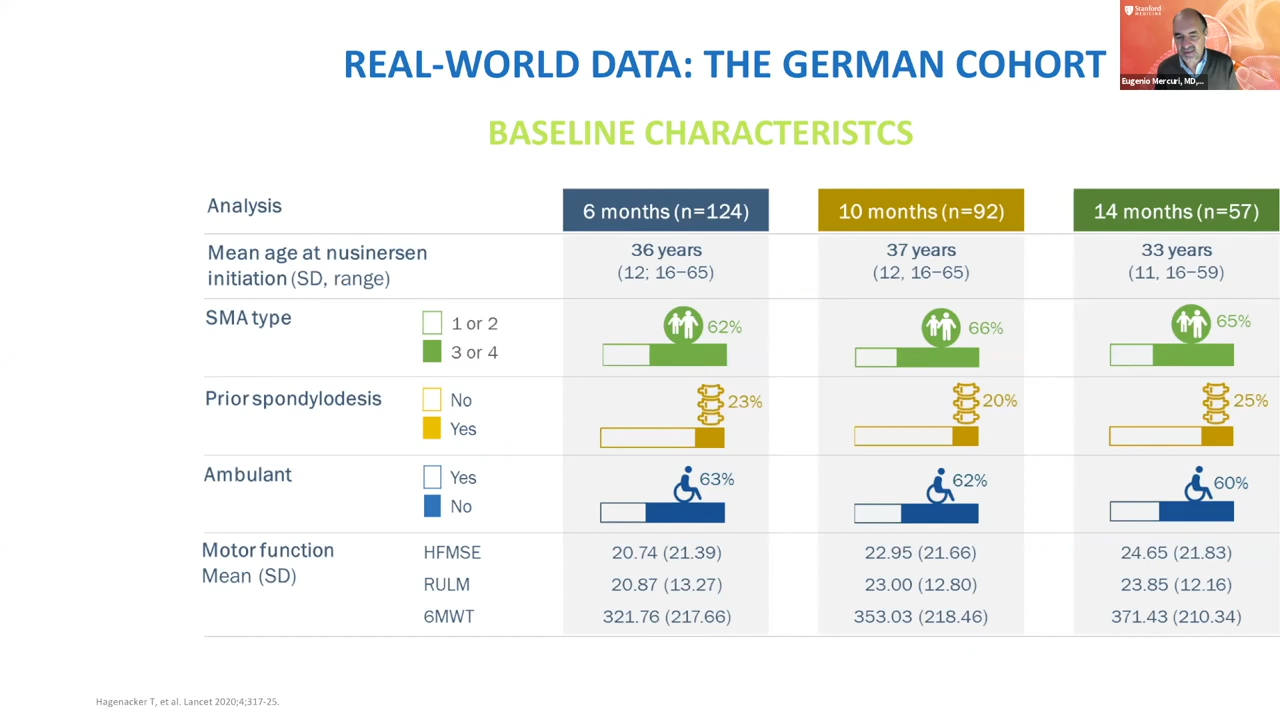 REAL-WORLD DATA: THE GERMAN COHORT
Stanford
MEDICINE
Eugenio Mercuri, MD,...
BASELINE CHARACTERISTCS
Analysis
6 months (n=124)
10 months (n=92)
14 months (n=57)
Mean age at nusinersen
initiation (SD, range)
36 years
(12; 16–65)
37 years
(12, 16–65)
33 years
(11, 16–59)
SMA type
1 or 2
3 or 4
62%
66%
65%
Prior spondylodesis
No
Yes
23%
20%
25%
Ambulant
Yes
No
63%
62%
60%
Motor function
Mean (SD)
HFMSE
20.74 (21.39)
22.95 (21.66)
24.65 (21.83)
RULM
20.87 (13.27)
23.00 (12.80)
23.85 (12.16)
6MWT
321.76 (217.66)
353.03 (218.46)
371.43 (210.34)
Hagenacker T, et al. Lancet 2020;4;317-25.